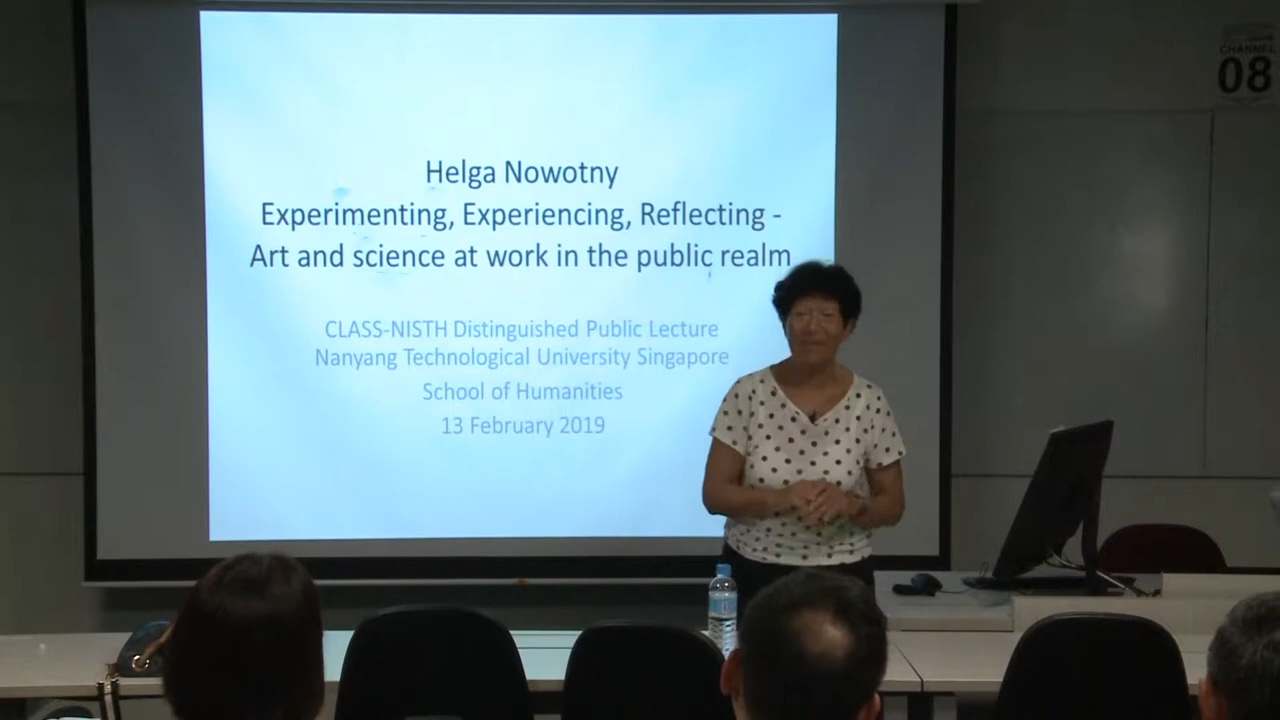 Helga Nowotny
Experimenting, Experiencing, Reflecting -
Art and science at work in the public realm
CLASS-NISTH Distinguished Public Lecture
Nanyang Technological University Singapore
School of Humanities
13 February 2019
CHANNEL
08